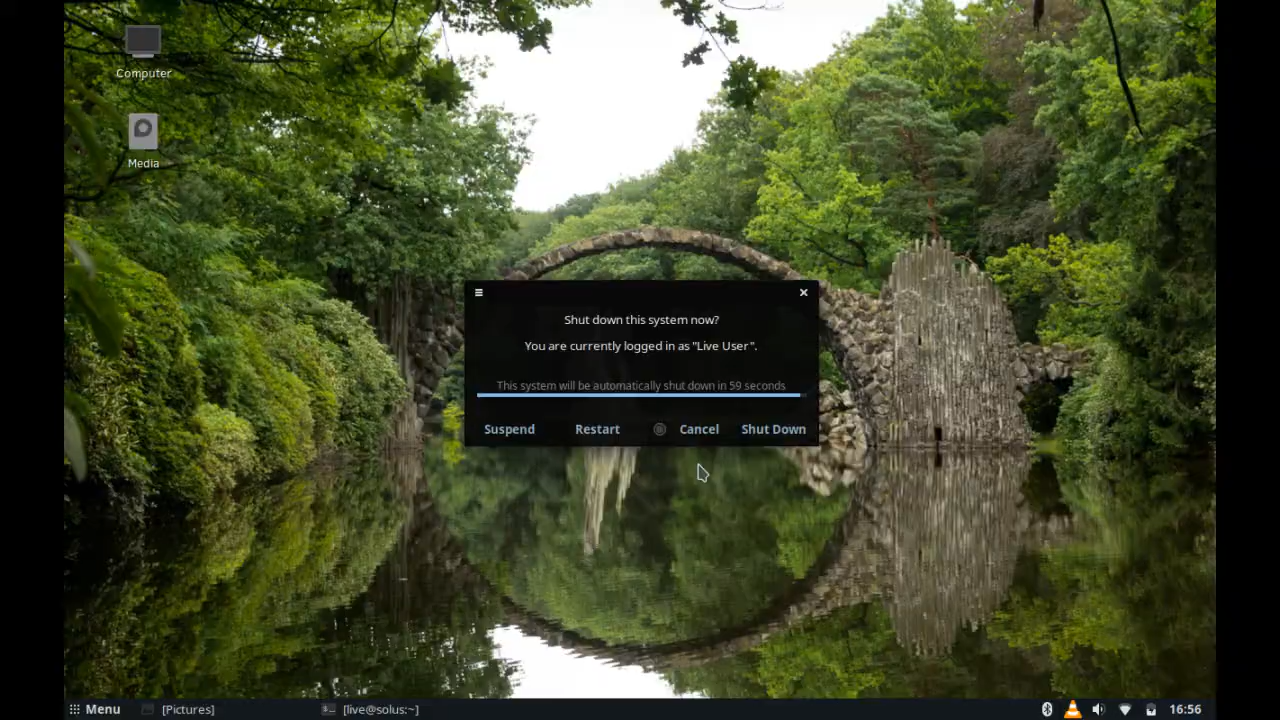 Computer
Media
Shut down this system now?
You are currently logged in as "Live User".
This system will be automatically shut down in 59 seconds
Suspend
Restart
Cancel
Shut Down
Menu
[Pictures]
[live@solus:~]
16:56